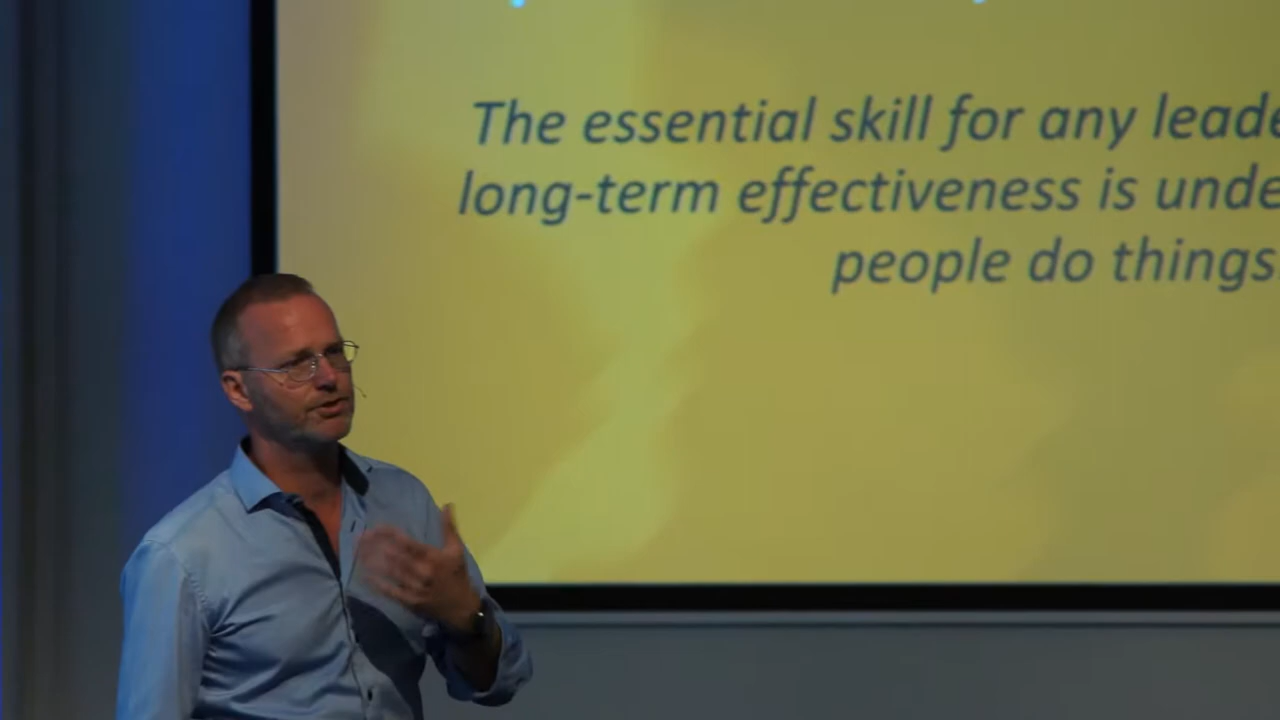 The essential skill for any leade
long-term effectiveness is unde
people do things